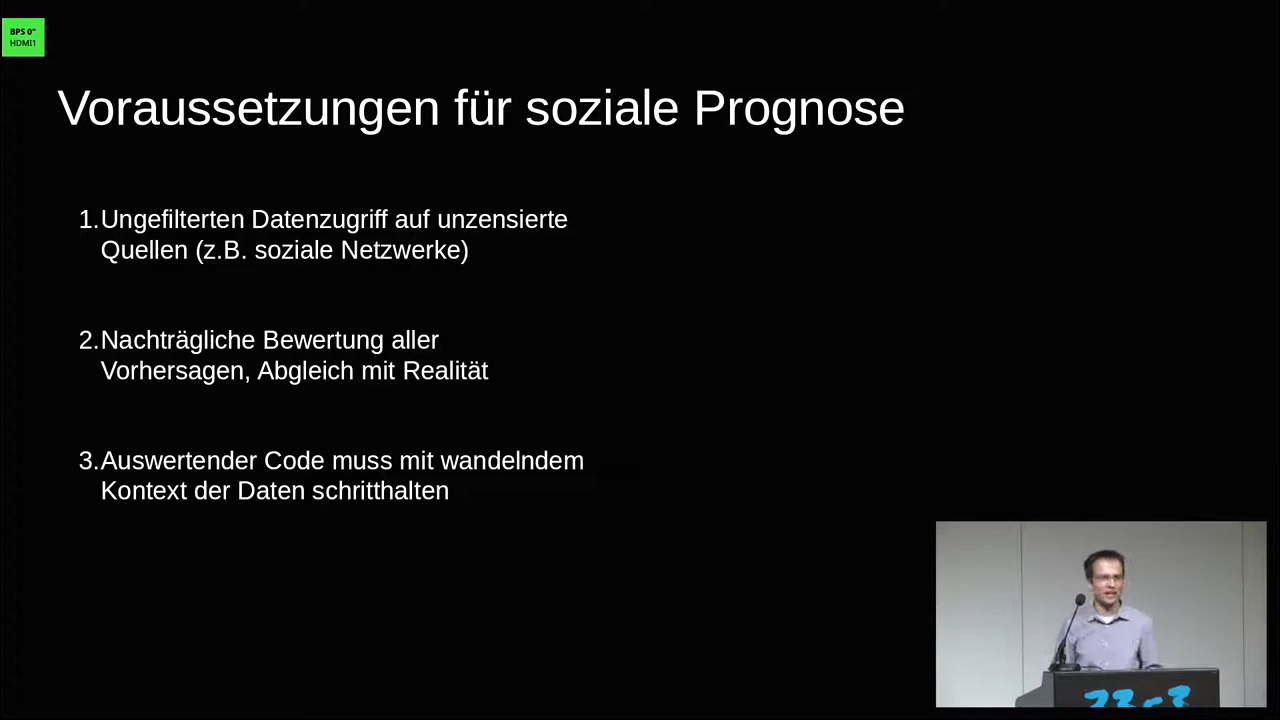 BPS 0"
HDMI1
Voraussetzungen für soziale Prognose
1.Ungefilterten Datenzugriff auf unzensierte
Quellen (z.B. soziale Netzwerke)
2.Nachträgliche Bewertung aller
Vorhersagen, Abgleich mit Realität
3.Auswertender Code muss mit wandelndem
Kontext der Daten schritthalten